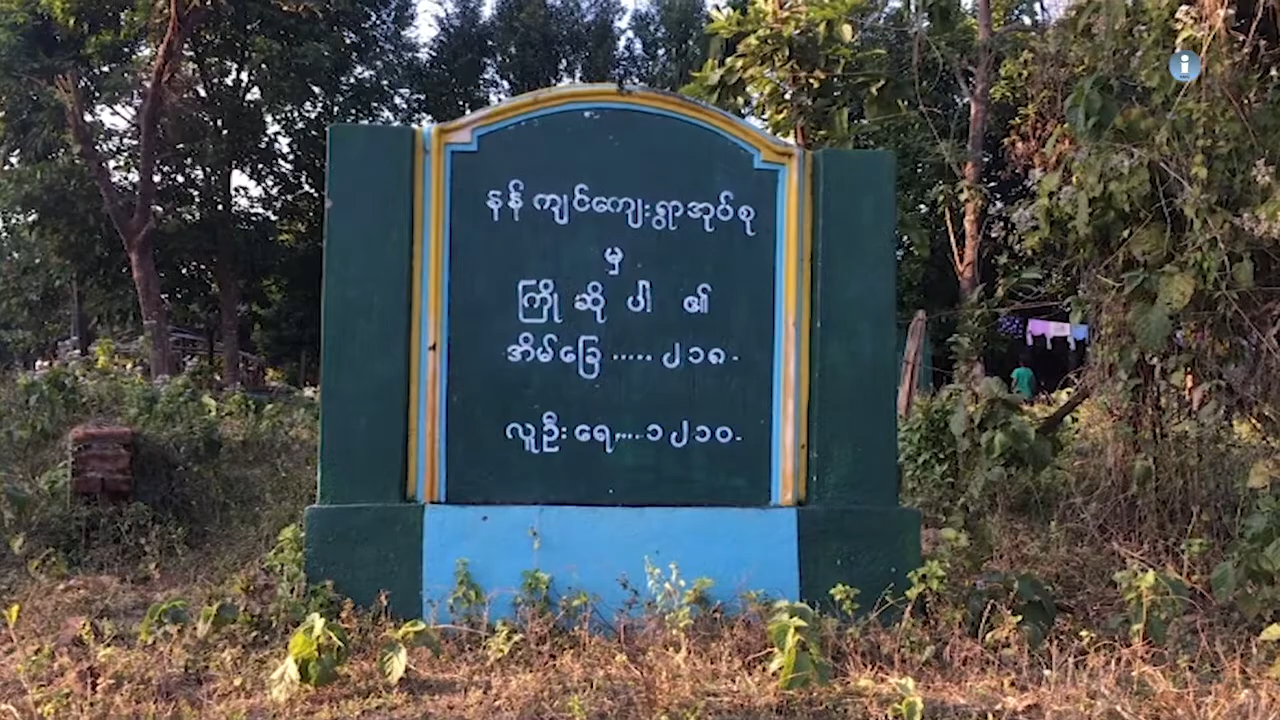 နန်ကျင်ကျေးရွာအုပ်စု
မှ
ကြို ဆို ပါ ၏
အိမ်ခြေ ..... ၂၁၈.
လူဦးရေ..... ၁၂၁၀.
i